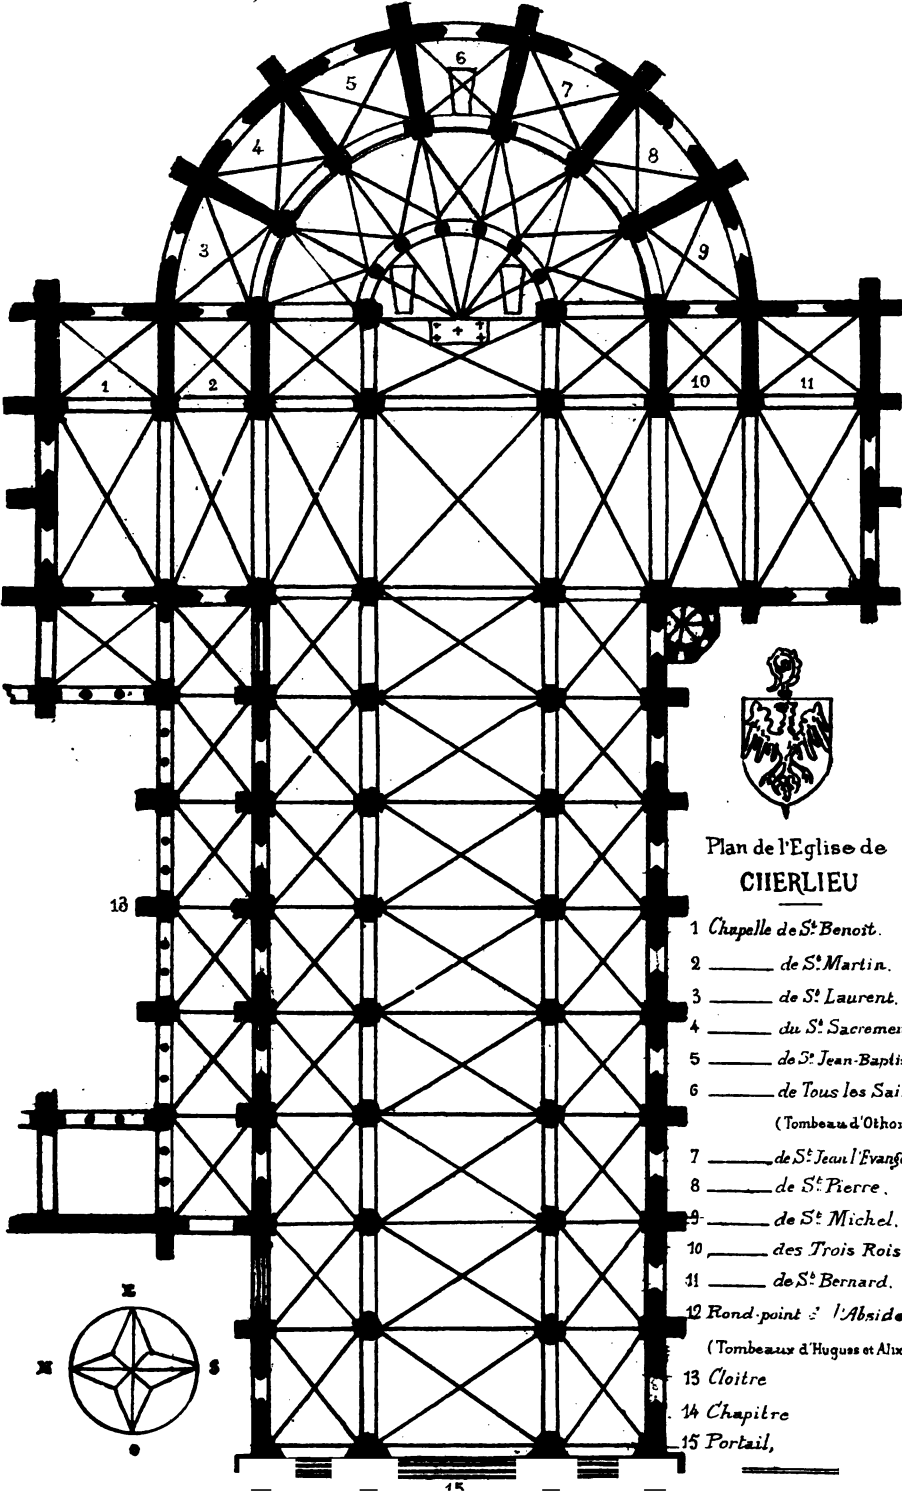 6
5
7
4
8
3
9
1
2
10
11
13
Plan de l'Eglise de
CHERLIEU
1 Chapelle de St Benoit.
2 de St Martin.
3 de St Laurent.
4 du St Sacremen
5 de St Jean-Baptis
6 de Tous les Sai
(Tombeau d'Othon
7 de St Jean l'Evangé
8 de St Pierre.
9 de St Michel.
10 des Trois Rois
11 de St Bernard.
12 Rond-point l'Abside
(Tombeaux d'Hugues et Alix
13 Cloitre
14 Chapitre
15 Portail,
E
N S
15